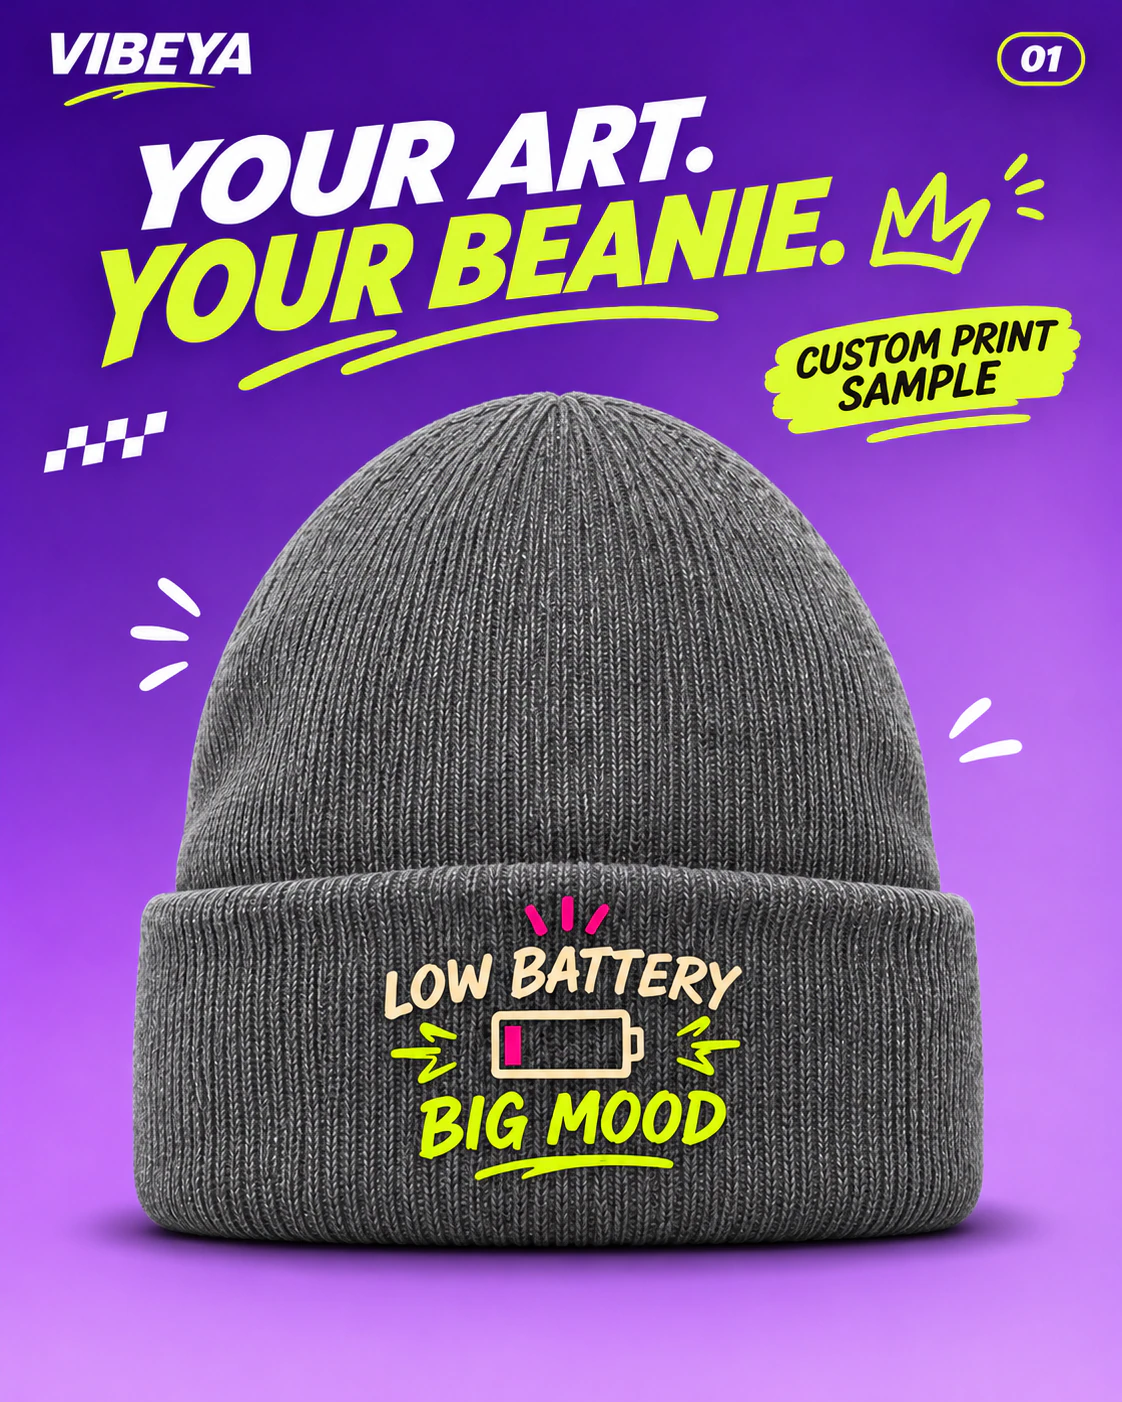 VIBEYA
01
YOUR ART.
YOUR BEANIE.
CUSTOM PRINT
SAMPLE
LOW BATTERY
BIG MOOD